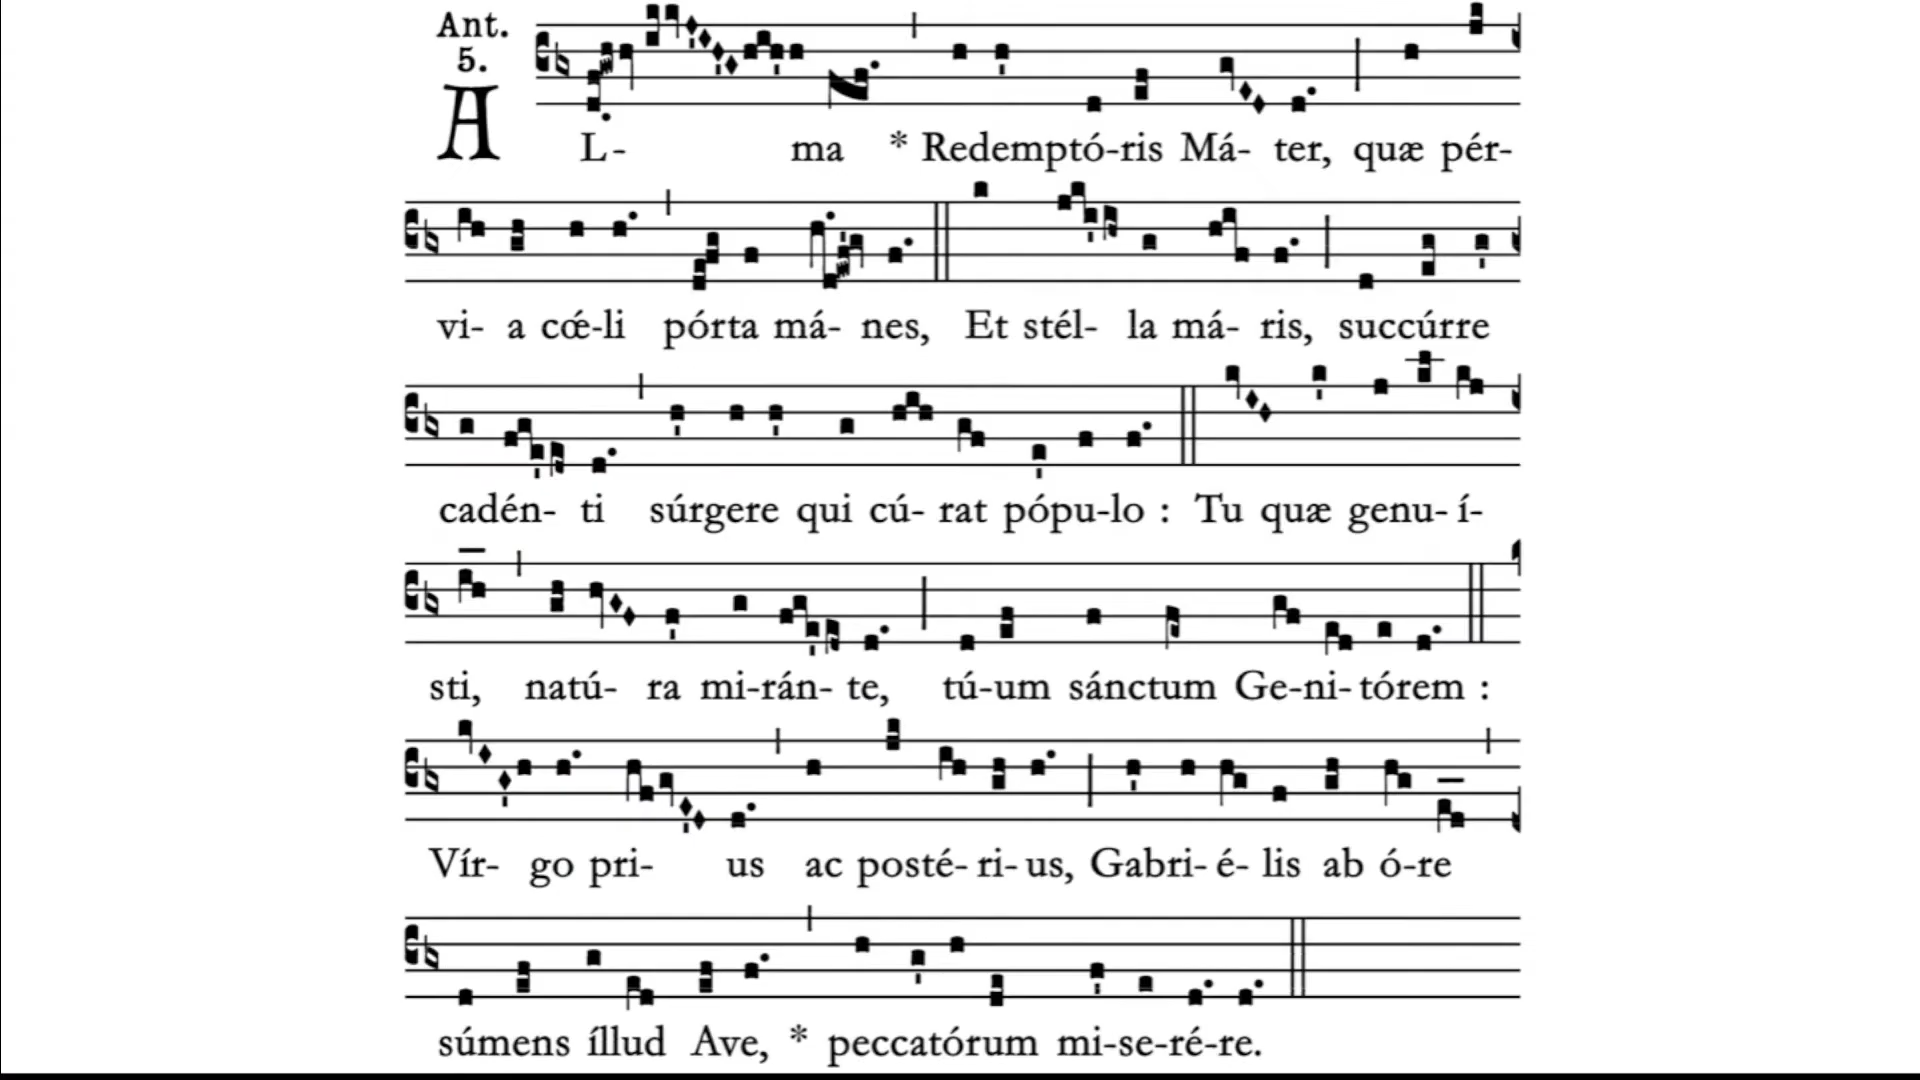 Ant.
5.
AL- ma * Redemptó-ris Má- ter, quæ pér-
vi- a cœ́-li pórta má- nes, Et stél- la má- ris, succúrre
cadén- ti súrgere qui cú- rat pópu-lo : Tu quæ genu- í-
sti, natú- ra mi-rán- te, tú-um sánctum Ge-ni- tórem :
Vír- go pri- us ac posté- ri- us, Gabri- é- lis ab ó-re
súmens íllud Ave, * peccatórum mi-se-ré-re.